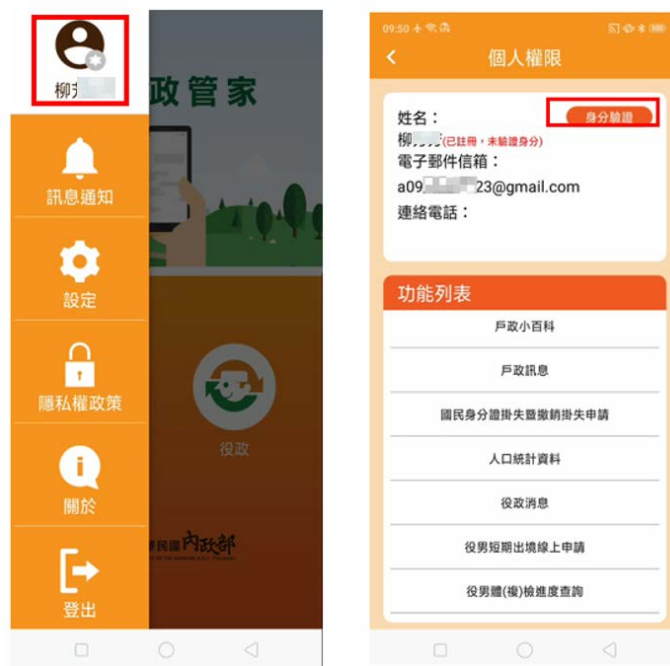 柳
政管家
訊息通知
設定
隱私權政策
役政
關於
民國內政部
登出
09:50
個人權限
姓名：
身分驗證
柳 (已註冊，未驗證身分)
電子郵件信箱：
a09 23@gmail.com
連絡電話：
功能列表
戶政小百科
戶政訊息
國民身分證掛失暨撤銷掛失申請
人口統計資料
役政消息
役男短期出境線上申請
役男體(複)檢進度查詢